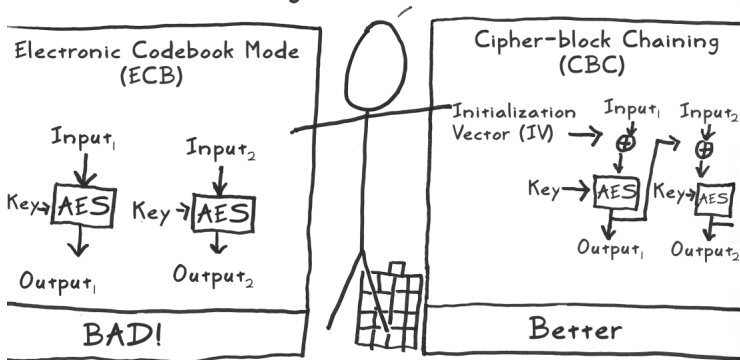 Electronic Codebook Mode
(ECB)
Input₁
Input₂
Key
AES
Key
AES
Output₁
Output₂
BAD!
Cipher-block Chaining
(CBC)
Initialization
Vector (IV)
Input₁
Input₂
Key
AES
Key
AES
Output₁
Output₂
Better